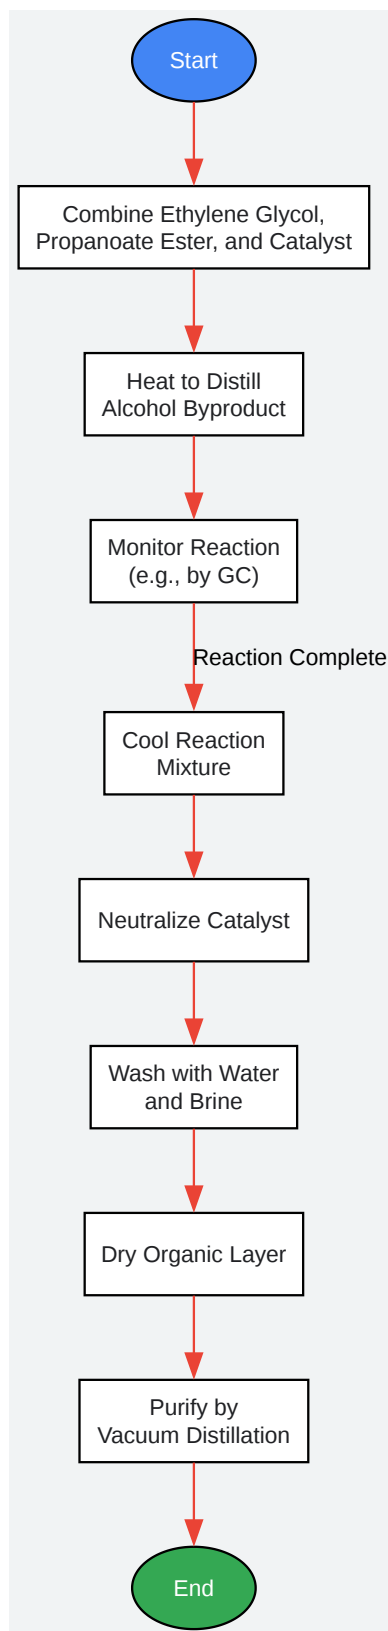 Start
Combine Ethylene Glycol,
Propanoate Ester, and Catalyst
Heat to Distill
Alcohol Byproduct
Monitor Reaction
(e.g., by GC)
Reaction Complete
Cool Reaction
Mixture
Neutralize Catalyst
Wash with Water
and Brine
Dry Organic Layer
Purify by
Vacuum Distillation
End